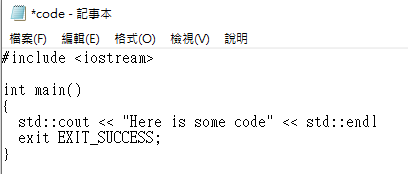 *code - 記事本
檔案(F) 編輯(E) 格式(O) 檢視(V) 說明
#include <iostream>

int main()
{
  std::cout << "Here is some code" << std::endl
  exit EXIT_SUCCESS;
}